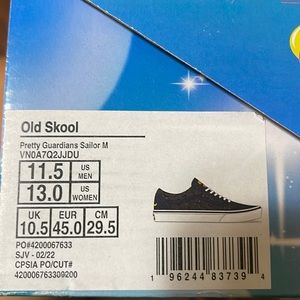 Old Skool
Pretty Guardians Sailor M
VN0A7Q2JJDU
11.5 US MEN
13.0 US WOMEN
UK EUR CM
10.5 45.0 29.5
PO#4200067633
SJV - 02/22
CPSIA PO/CUT#
420006763309200
1 96244 83739 4